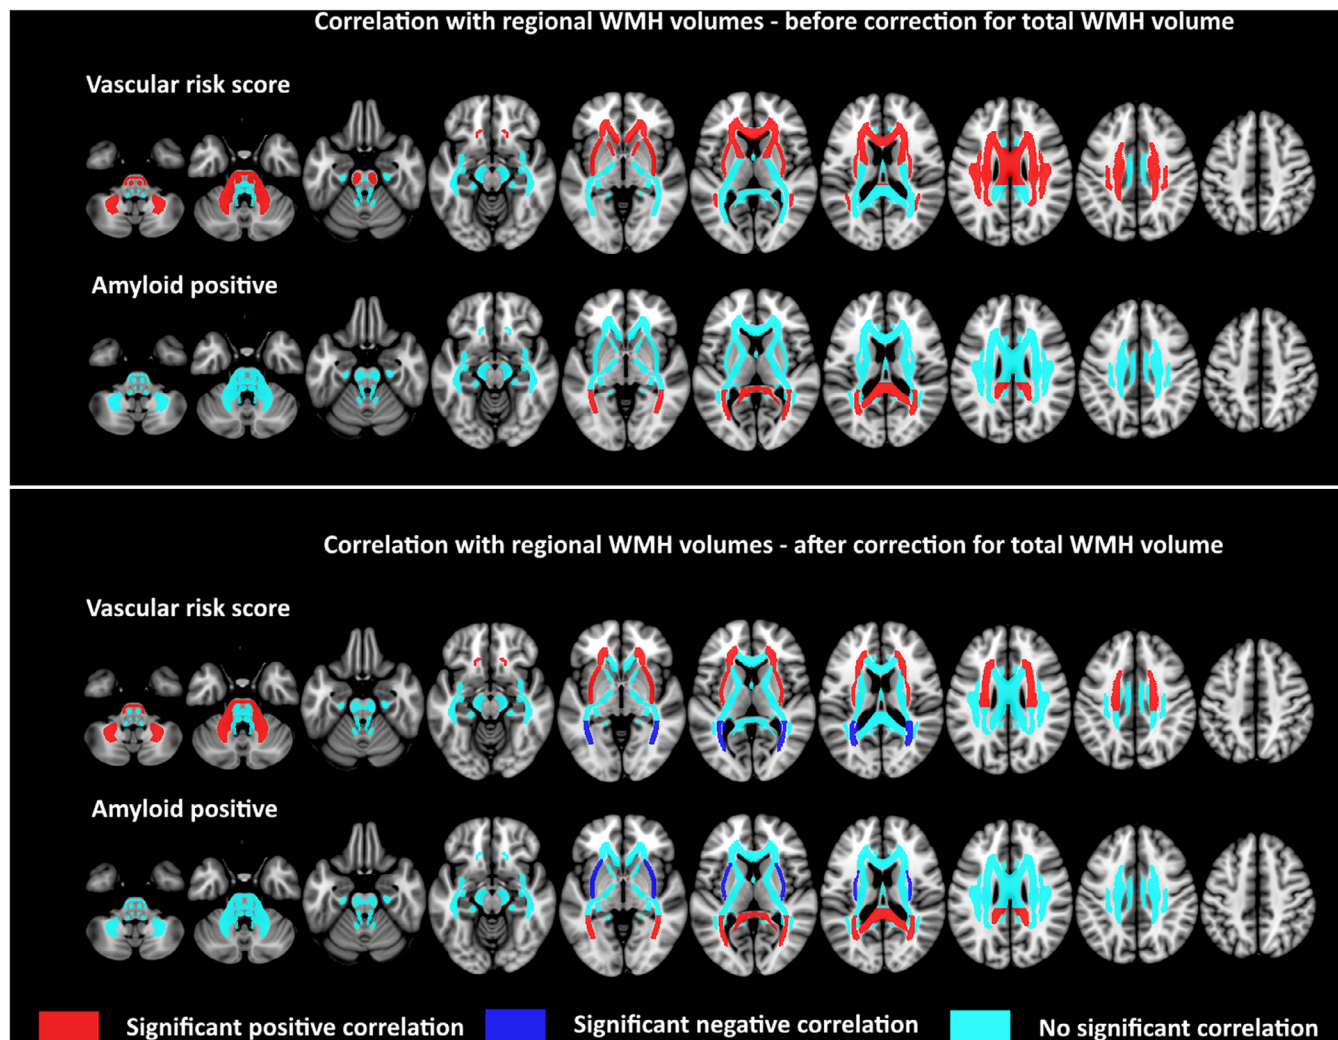 Correlation with regional WMH volumes - before correction for total WMH volume
Vascular risk score
Amyloid positive
Correlation with regional WMH volumes - after correction for total WMH volume
Vascular risk score
Amyloid positive
Significant positive correlation
Significant negative correlation
No significant correlation